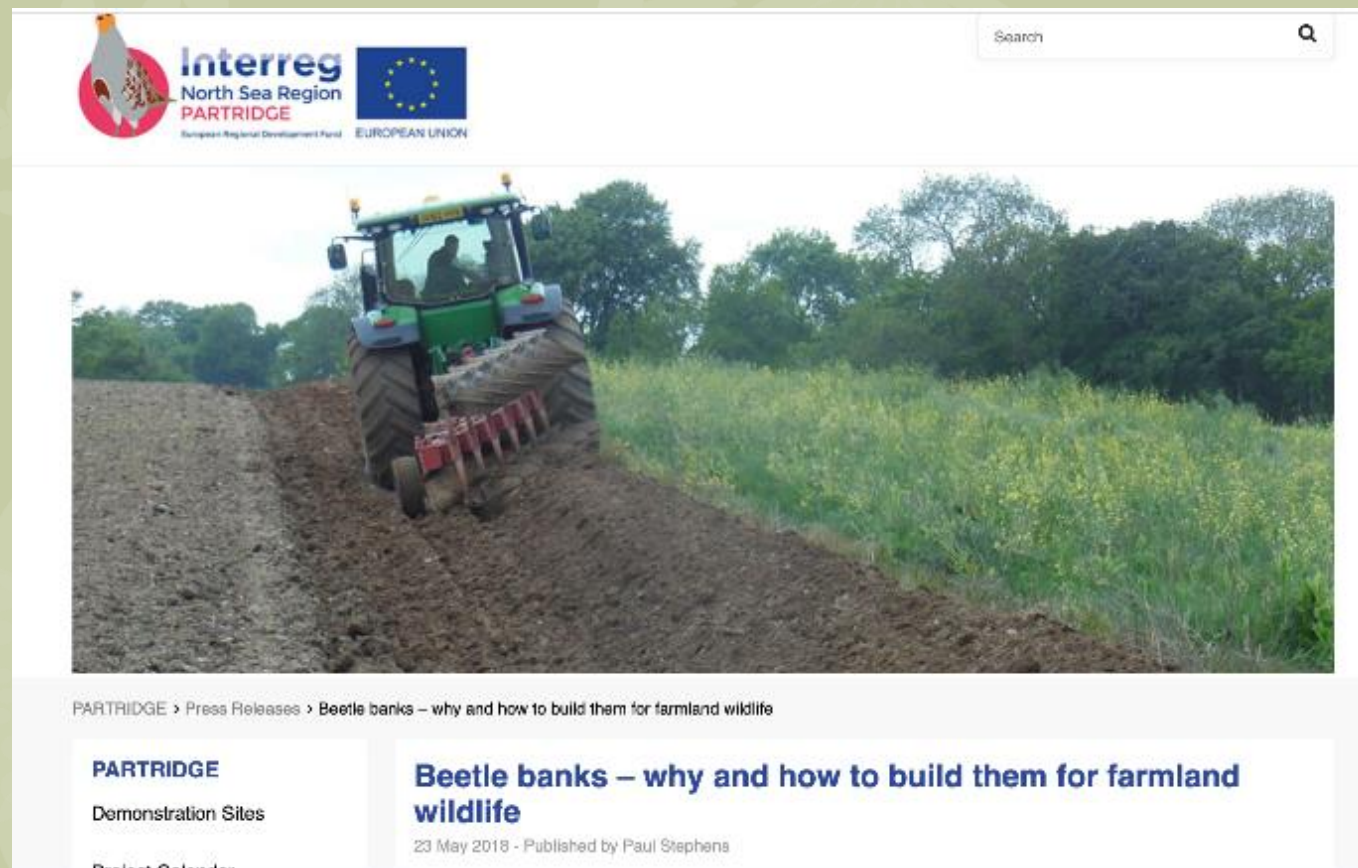 Interreg
North Sea Region
PARTRIDGE
European Regional Development Fund
EUROPEAN UNION
Search
PARTRIDGE > Press Releases > Beetle banks – why and how to build them for farmland wildlife
PARTRIDGE
Demonstration Sites
Project Calendar
Beetle banks – why and how to build them for farmland
wildlife
23 May 2018 - Published by Paul Stephens